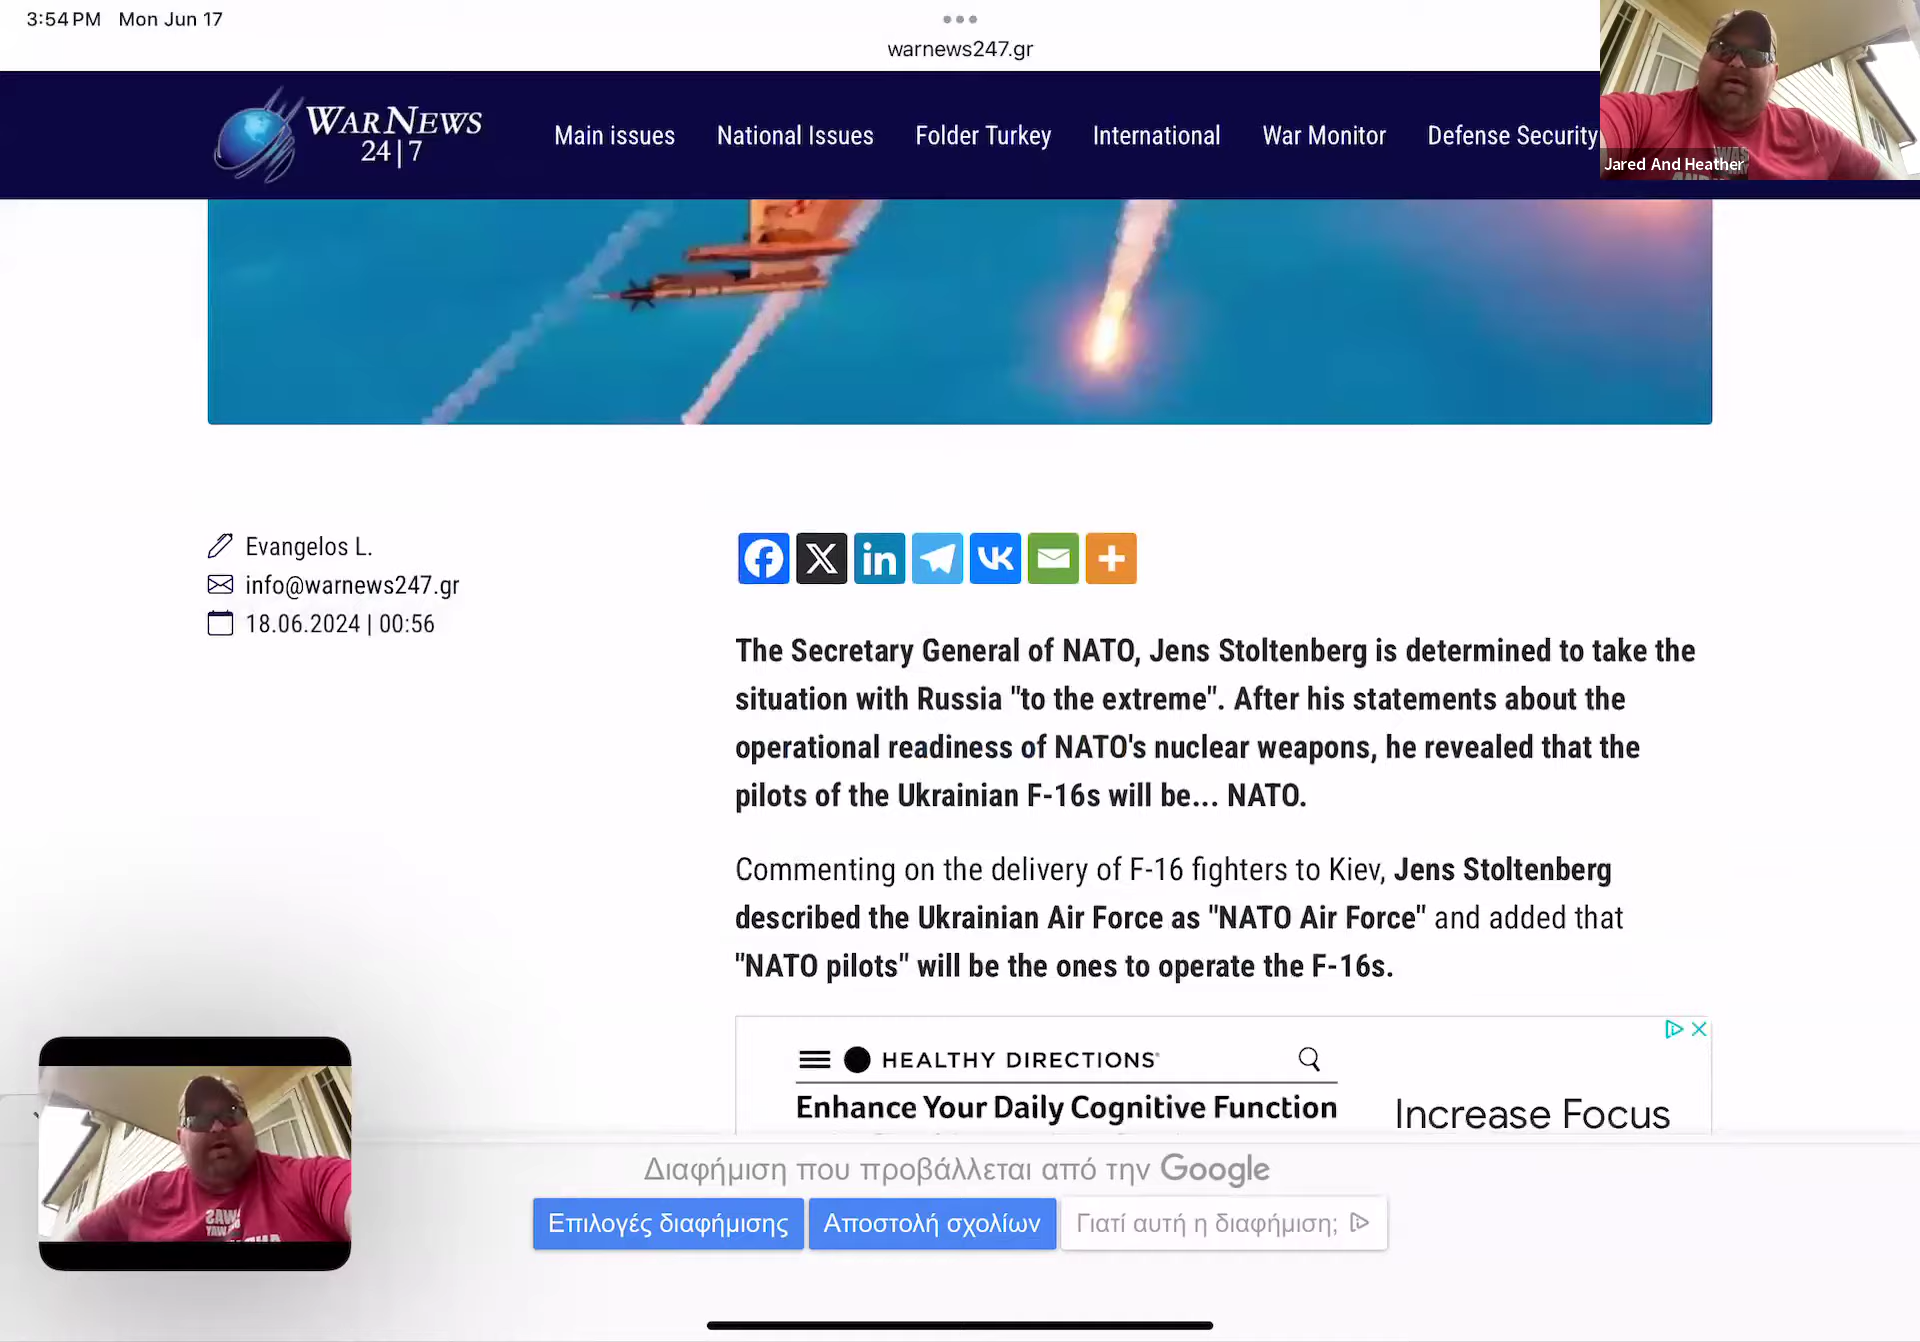 3:54 PM Mon Jun 17
warnews247.gr
WAR NEWS
24|7
Main issues National Issues Folder Turkey International War Monitor Defense Security
Jared And Heather
Evangelos L.
info@warnews247.gr
18.06.2024 | 00:56
The Secretary General of NATO, Jens Stoltenberg is determined to take the
situation with Russia "to the extreme". After his statements about the
operational readiness of NATO's nuclear weapons, he revealed that the
pilots of the Ukrainian F-16s will be... NATO.
Commenting on the delivery of F-16 fighters to Kiev, Jens Stoltenberg
described the Ukrainian Air Force as "NATO Air Force" and added that
"NATO pilots" will be the ones to operate the F-16s.
HEALTHY DIRECTIONS
Enhance Your Daily Cognitive Function
Increase Focus
Διαφήμιση που προβάλλεται από την Google
Επιλογές διαφήμισης Αποστολή σχολίων Γιατί αυτή η διαφήμιση;